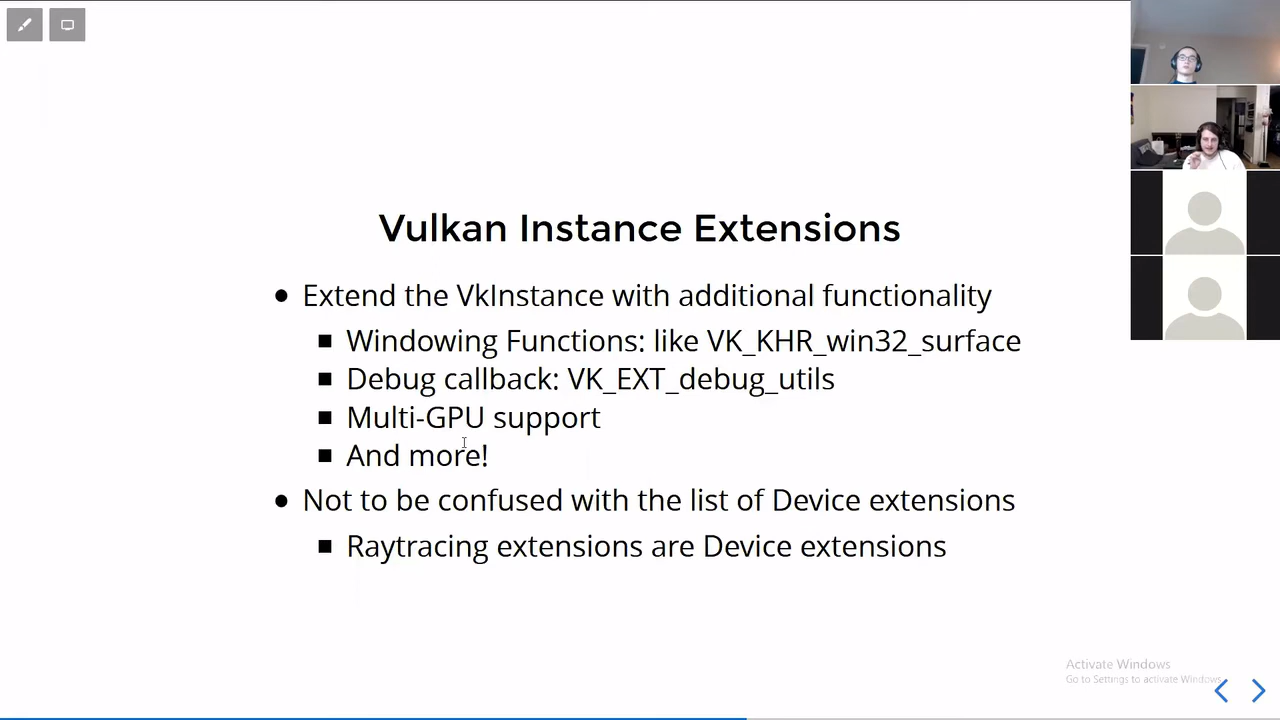 Vulkan Instance Extensions
Extend the VkInstance with additional functionality
Windowing Functions: like VK_KHR_win32_surface
Debug callback: VK_EXT_debug_utils
Multi-GPU support
And more!
Not to be confused with the list of Device extensions
Raytracing extensions are Device extensions
Activate Windows
Go to Settings to activate Windows.